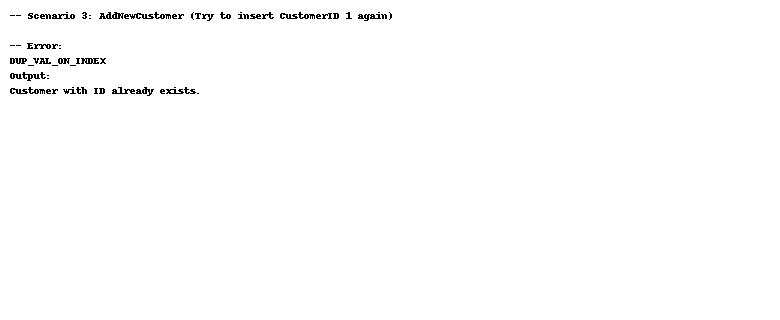 -- Scenario 3: AddNewCustomer (Try to insert CustomerID 1 again)
-- Error:
DUP_VAL_ON_INDEX
Output:
Customer with ID already exists.